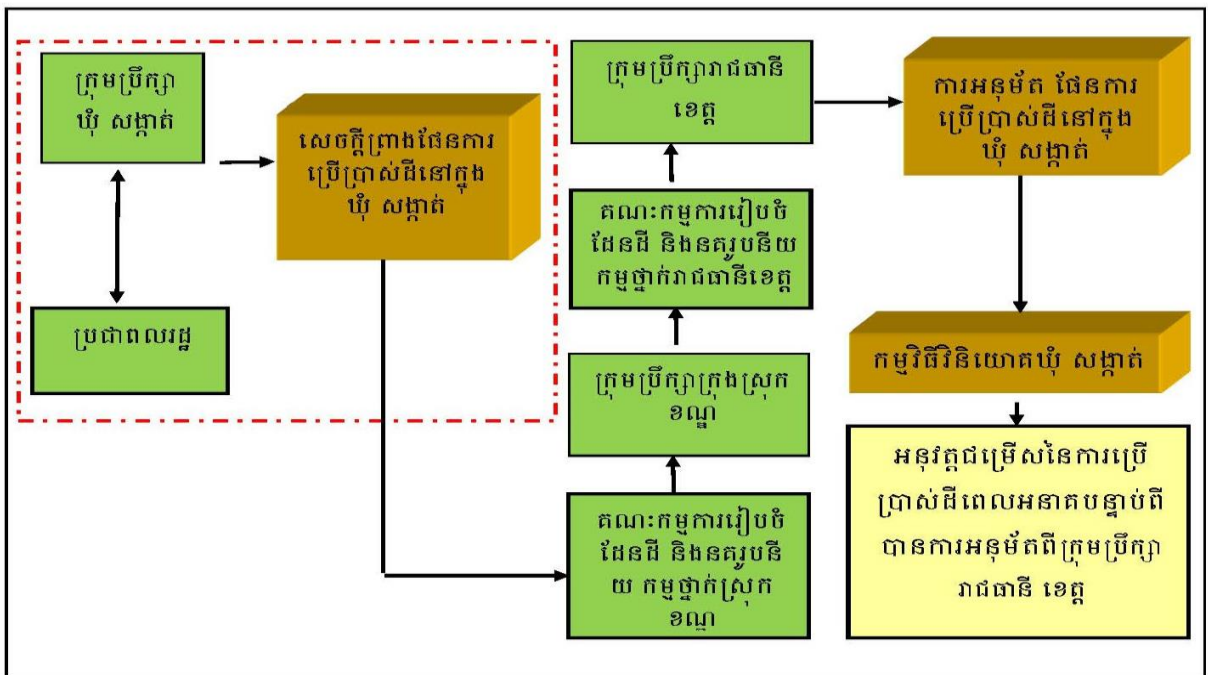 ក្រុមប្រឹក្សា
ឃុំ សង្កាត់
ប្រជាពលរដ្ឋ
សេចក្តីព្រាងផែនការ
ប្រើប្រាស់ដីនៅក្នុង
ឃុំ សង្កាត់
គណៈកម្មការរៀបចំ
ដែនដី និងនគរូបនី
យ កម្មថ្នាក់ស្រុក
ខណ្ឌ
ក្រុមប្រឹក្សាក្រុងស្រុក
ខណ្ឌ
គណៈកម្មការរៀបចំ
ដែនដី និងនគរូបនីយ
កម្មថ្នាក់រាជធានីខេត្ត
ក្រុមប្រឹក្សារាជធានី
ខេត្ត
ការអនុម័ត ផែនការ
ប្រើប្រាស់ដីនៅក្នុង
ឃុំ សង្កាត់
កម្មវិធីវិនិយោគឃុំ សង្កាត់
អនុវត្តជម្រើសនៃការប្រើ
ប្រាស់ដីពេលអនាគបន្ទាប់ពី
បានការអនុម័តពីក្រុមប្រឹក្សា
រាជធានី ខេត្ត